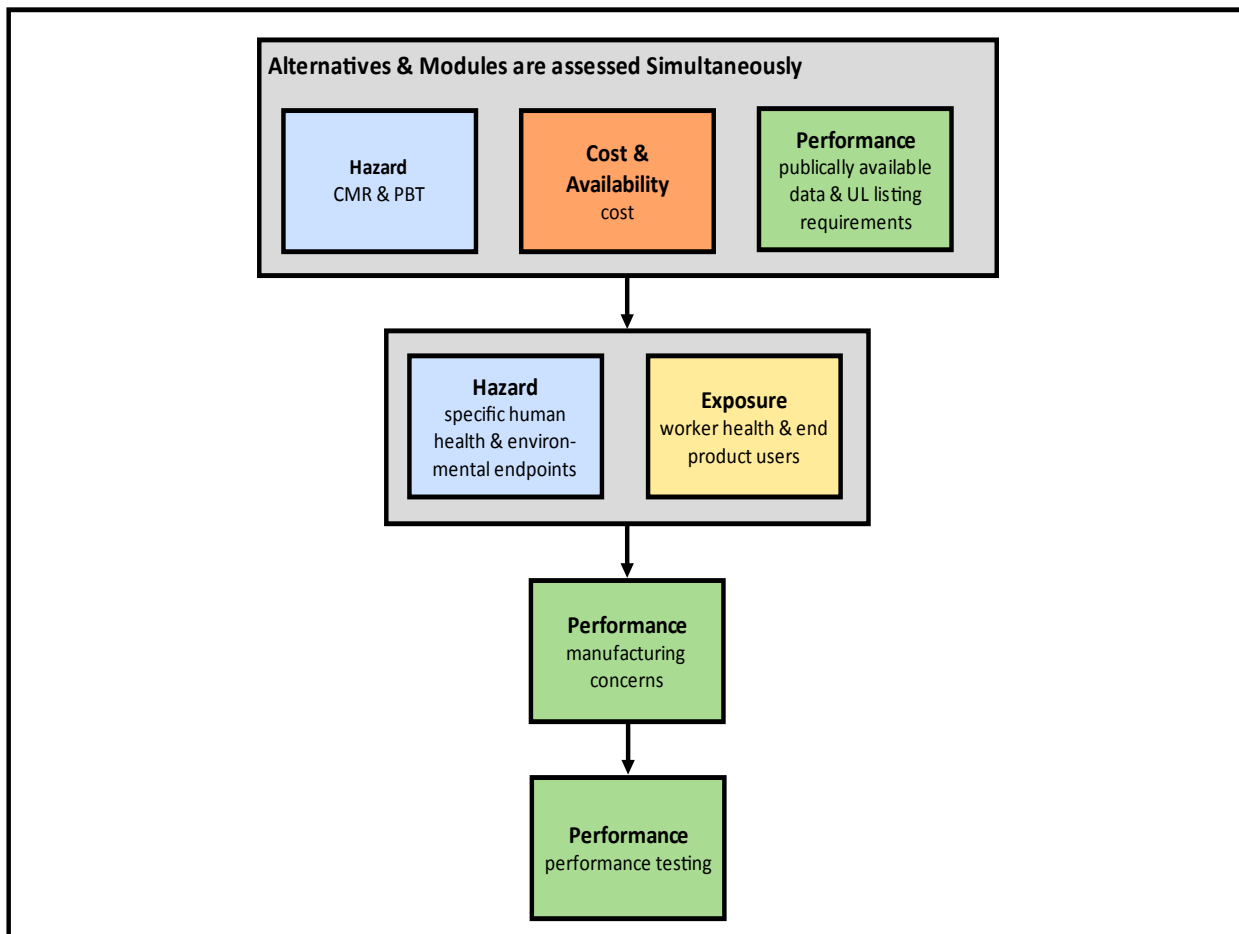 Alternatives & Modules are assessed Simultaneously
Hazard
CMR & PBT
Cost &
Availability
cost
Performance
publically available
data & UL listing
requirements
Hazard
specific human
health & environ-
mental endpoints
Exposure
worker health & end
product users
Performance
manufacturing
concerns
Performance
performance testing